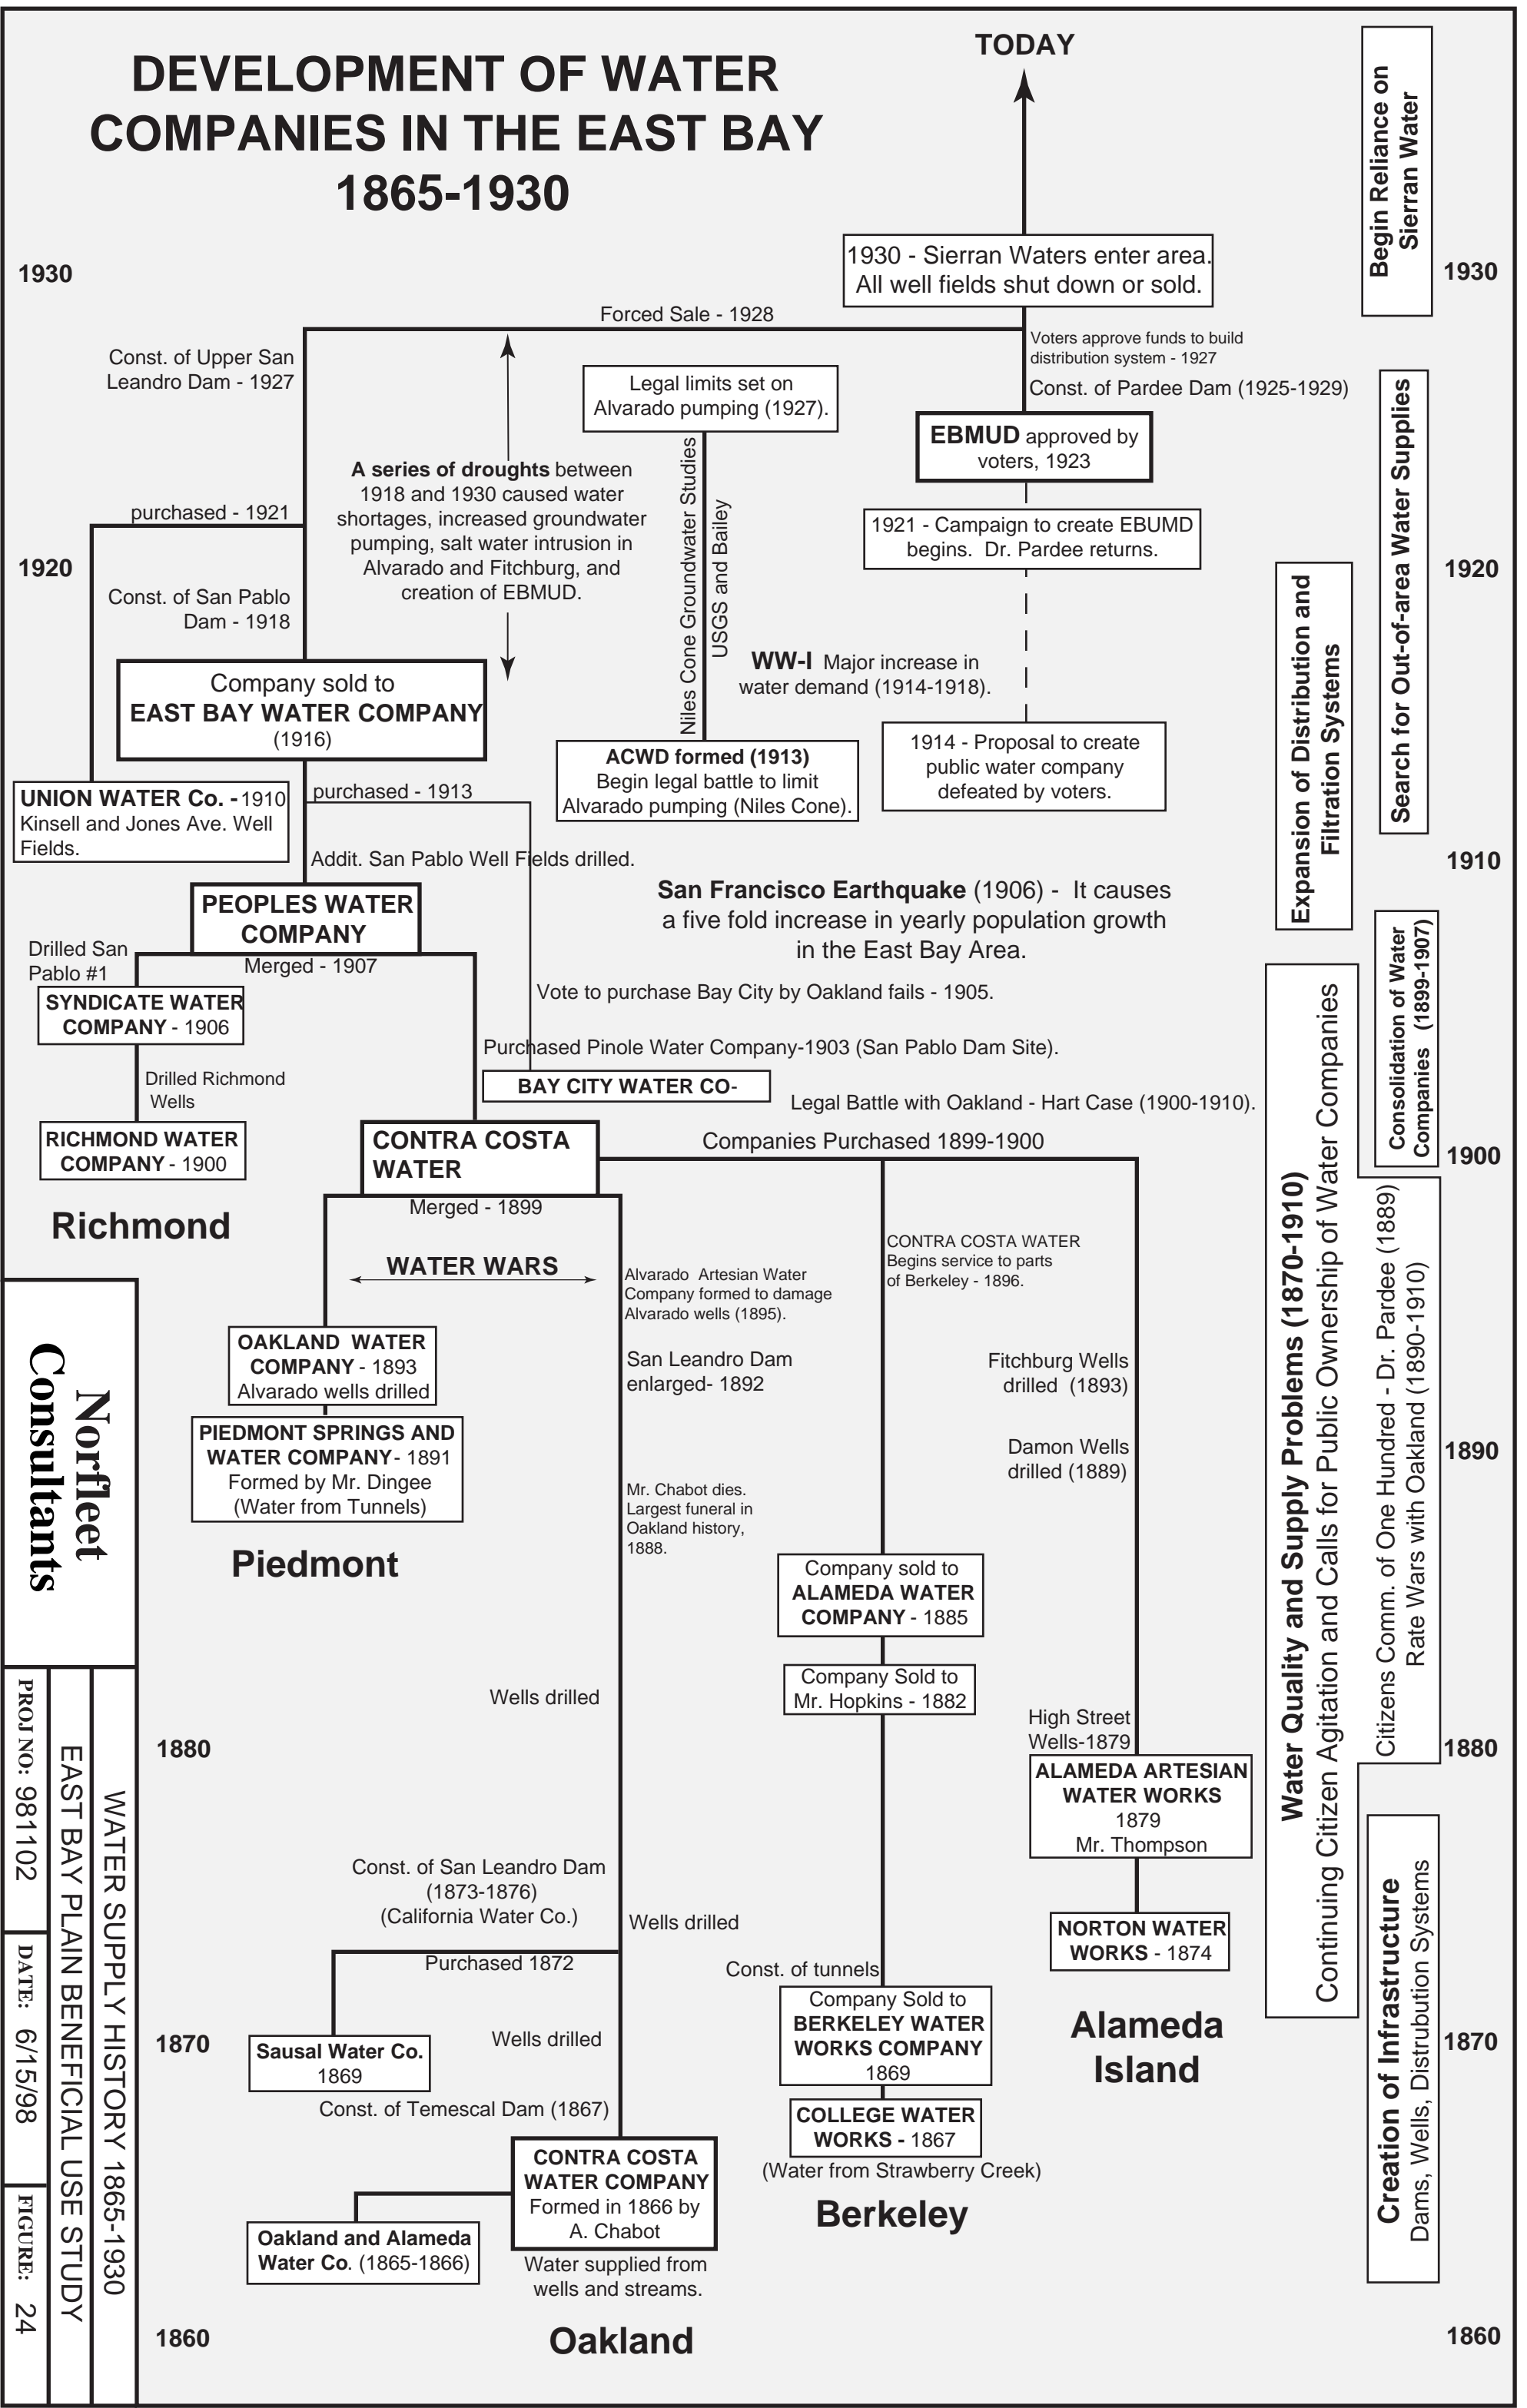 DEVELOPMENT OF WATER
COMPANIES IN THE EAST BAY
1865-1930
TODAY
Begin Reliance on
Sierran Water
1930
1930
1930 - Sierran Waters enter area.
All well fields shut down or sold.
Forced Sale - 1928
Voters approve funds to build
distribution system - 1927
Const. of Pardee Dam (1925-1929)
Const. of Upper San
Leandro Dam - 1927
Legal limits set on
Alvarado pumping (1927).
EBMUD approved by
voters, 1923
Search for Out-of-area Water Supplies
A series of droughts between
1918 and 1930 caused water
shortages, increased groundwater
pumping, salt water intrusion in
Alvarado and Fitchburg, and
creation of EBMUD.
Niles Cone Groundwater Studies
USGS and Bailey
purchased - 1921
1921 - Campaign to create EBUMD
begins.  Dr. Pardee returns.
1920
1920
Const. of San Pablo
Dam - 1918
Expansion of Distribution and
Filtration Systems
WW-I  Major increase in
water demand (1914-1918).
Company sold to
EAST BAY WATER COMPANY
(1916)
ACWD formed (1913)
Begin legal battle to limit
Alvarado pumping (Niles Cone).
1914 - Proposal to create
public water company
defeated by voters.
UNION WATER Co. - 1910
Kinsell and Jones Ave. Well
Fields.
purchased - 1913
Addit. San Pablo Well Fields drilled.
1910
PEOPLES WATER
COMPANY
San Francisco Earthquake (1906) -  It causes
a five fold increase in yearly population growth
in the East Bay Area.
Drilled San
Pablo #1
Merged - 1907
SYNDICATE WATER
COMPANY - 1906
Vote to purchase Bay City by Oakland fails - 1905.
Consolidation of Water
Companies   (1899-1907)
Purchased Pinole Water Company-1903 (San Pablo Dam Site).
Drilled Richmond
Wells
BAY CITY WATER CO-
Legal Battle with Oakland - Hart Case (1900-1910).
RICHMOND WATER
COMPANY - 1900
CONTRA COSTA
WATER
Companies Purchased 1899-1900
1900
Merged - 1899
Richmond
Water Quality and Supply Problems (1870-1910)
Continuing Citizen Agitation and Calls for Public Ownership of Water Companies
Citizens Comm. of One Hundred - Dr. Pardee (1889)
Rate Wars with Oakland (1890-1910)
WATER WARS
CONTRA COSTA WATER
Begins service to parts
of Berkeley - 1896.
Alvarado  Artesian Water
Company formed to damage
Alvarado wells (1895).
OAKLAND  WATER
COMPANY - 1893
Alvarado wells drilled
San Leandro Dam
enlarged- 1892
Fitchburg Wells
drilled  (1893)
PIEDMONT SPRINGS AND
WATER COMPANY- 1891
Formed by Mr. Dingee
(Water from Tunnels)
Damon Wells
drilled (1889)
1890
Mr. Chabot dies.
Largest funeral in
Oakland history,
1888.
Piedmont
Company sold to
ALAMEDA WATER
COMPANY - 1885
Company Sold to
Mr. Hopkins - 1882
Wells drilled
High Street
Wells-1879
1880
1880
ALAMEDA ARTESIAN
WATER WORKS
1879
Mr. Thompson
Const. of San Leandro Dam
(1873-1876)
(California Water Co.)
Wells drilled
NORTON WATER
WORKS - 1874
Purchased 1872
Const. of tunnels
Company Sold to
BERKELEY WATER
WORKS COMPANY
1869
Alameda
Island
1870
1870
Sausal Water Co.
1869
Wells drilled
Const. of Temescal Dam (1867)
COLLEGE WATER
WORKS - 1867
(Water from Strawberry Creek)
Berkeley
CONTRA COSTA
WATER COMPANY
Formed in 1866 by
A. Chabot
Oakland and Alameda
Water Co. (1865-1866)
Water supplied from
wells and streams.
Oakland
Creation of Infrastructure
Dams, Wells, Distrubution Systems
1860
1860
Norfleet
Consultants
WATER SUPPLY HISTORY 1865-1930
EAST BAY PLAIN BENEFICIAL USE STUDY
PROJ NO: 981102
DATE: 6/15/98
FIGURE: 24